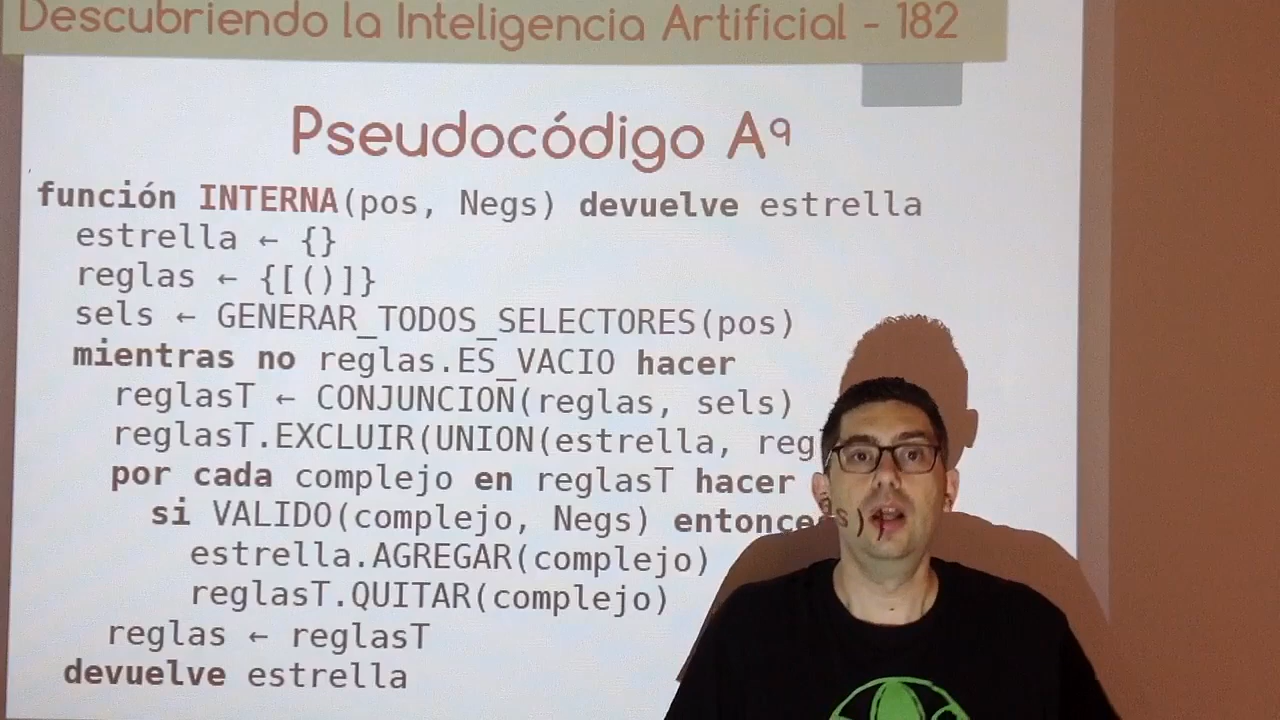 Descubriendo la Inteligencia Artificial - 182
Pseudocódigo Aq
función INTERNA(pos, Negs) devuelve estrella
estrella ← {}
reglas ← {[()]}
sels ← GENERAR_TODOS_SELECTORES(pos)
mientras no reglas.ES_VACIO hacer
reglasT ← CONJUNCION(reglas, sels)
reglasT.EXCLUIR(UNION(estrella, reg
por cada complejo en reglasT hacer
si VALIDO(complejo, Negs) entonce
estrella.AGREGAR(complejo)
reglasT.QUITAR(complejo)
reglas ← reglasT
devuelve estrella